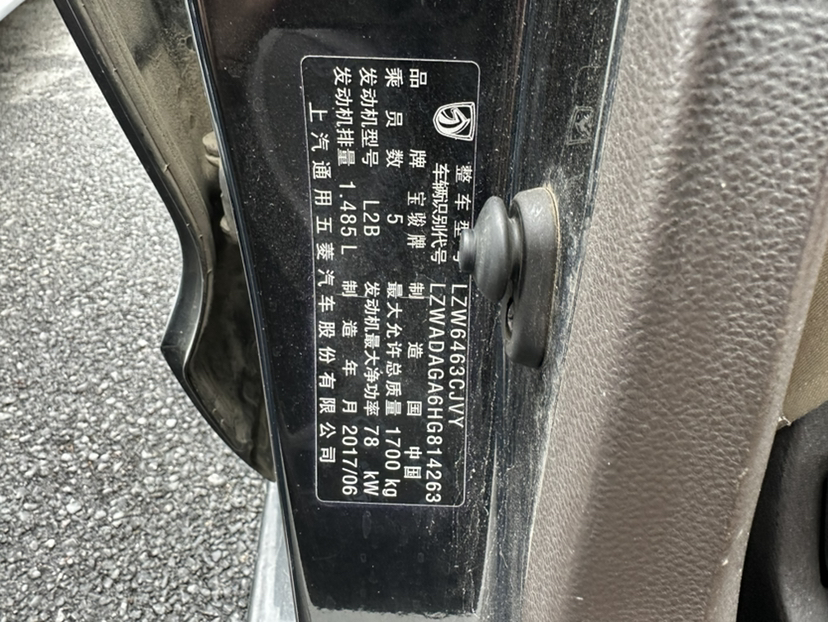 整车型号 LZW6463CJVY
车辆识别代号 LZWADAGA6HG814263
品牌 宝骏牌 制造国 中国
乘员数 5 最大允许总质量 1700 kg
发动机型号 L2B 发动机最大净功率 78 kW
发动机排量 1.485 L 制造年月 2017/06
上汽通用五菱汽车股份有限公司